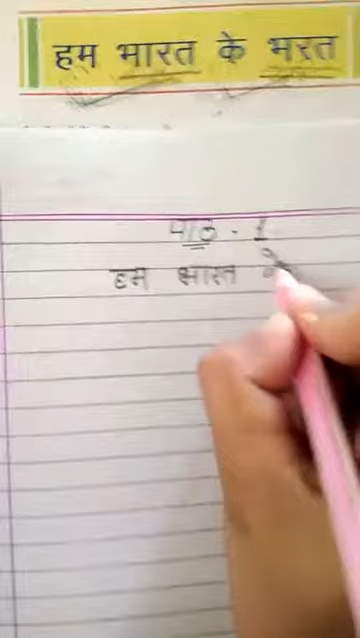 हम भारत के भरत
पाठ - 1
हम भारत के